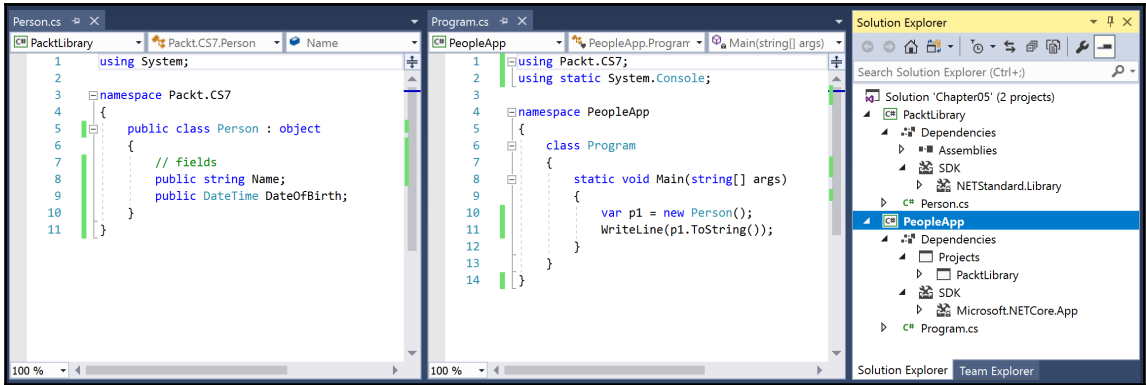 Person.cs
PacktLibrary
Packt.CS7.Person
Name
1 using System;
2
3 namespace Packt.CS7
4 {
5 public class Person : object
6 {
7 // fields
8 public string Name;
9 public DateTime DateOfBirth;
10 }
11 }
100 %
Program.cs
PeopleApp
PeopleApp.Program
Main(string[] args)
1 using Packt.CS7;
2 using static System.Console;
3
4 namespace PeopleApp
5 {
6 class Program
7 {
8 static void Main(string[] args)
9 {
10 var p1 = new Person();
11 WriteLine(p1.ToString());
12 }
13 }
14 }
100 %
Solution Explorer
Search Solution Explorer (Ctrl+;)
Solution 'Chapter05' (2 projects)
C# PacktLibrary
Dependencies
Assemblies
SDK
NETStandard.Library
C# Person.cs
C# PeopleApp
Dependencies
Projects
PacktLibrary
SDK
Microsoft.NETCore.App
C# Program.cs
Solution Explorer Team Explorer